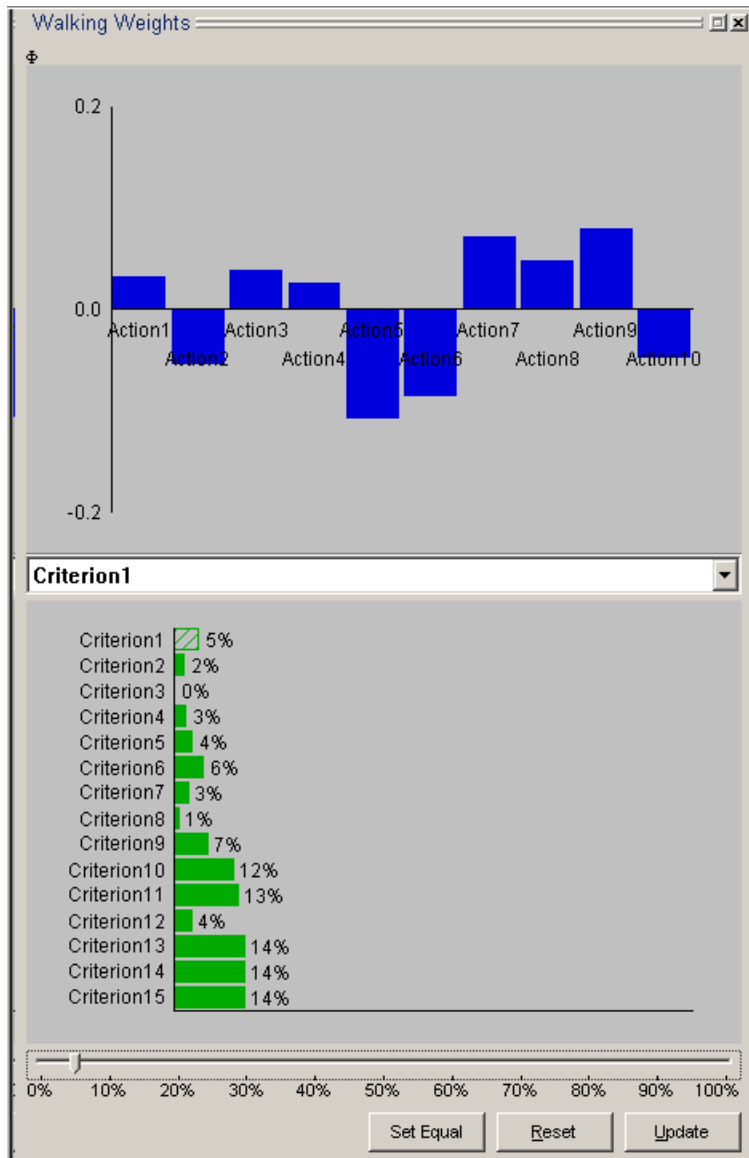 Walking Weights
Φ
0.2
0.0
Action1 Action3 Action5 Action7 Action9
Action2 Action4 Action6 Action8 Action10
-0.2
Criterion1
Criterion1 5%
Criterion2 2%
Criterion3 0%
Criterion4 3%
Criterion5 4%
Criterion6 6%
Criterion7 3%
Criterion8 1%
Criterion9 7%
Criterion10 12%
Criterion11 13%
Criterion12 4%
Criterion13 14%
Criterion14 14%
Criterion15 14%
0% 10% 20% 30% 40% 50% 60% 70% 80% 90% 100%
Set Equal Reset Update